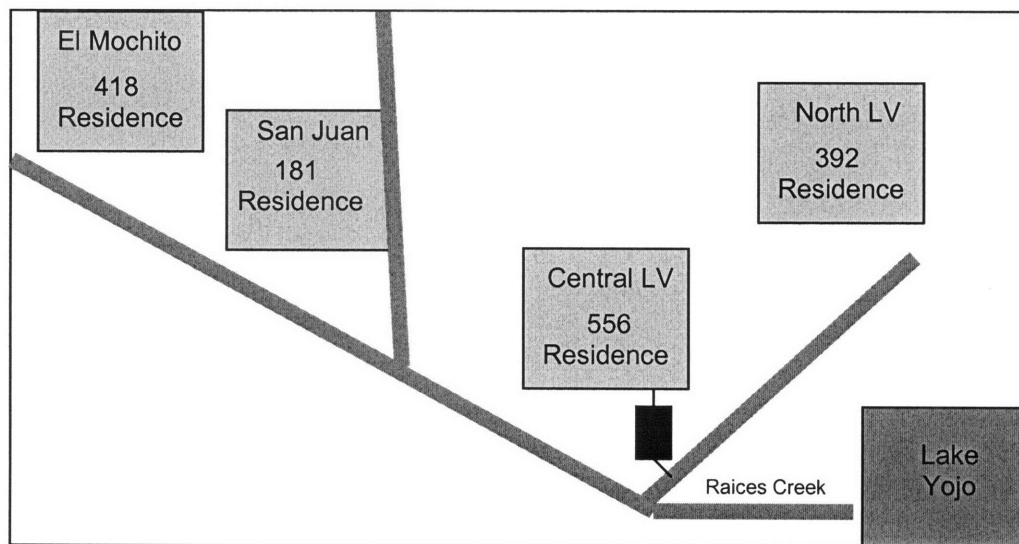 El Mochito
418
Residence
San Juan
181
Residence
North LV
392
Residence
Central LV
556
Residence
Raices Creek
Lake
Yojo